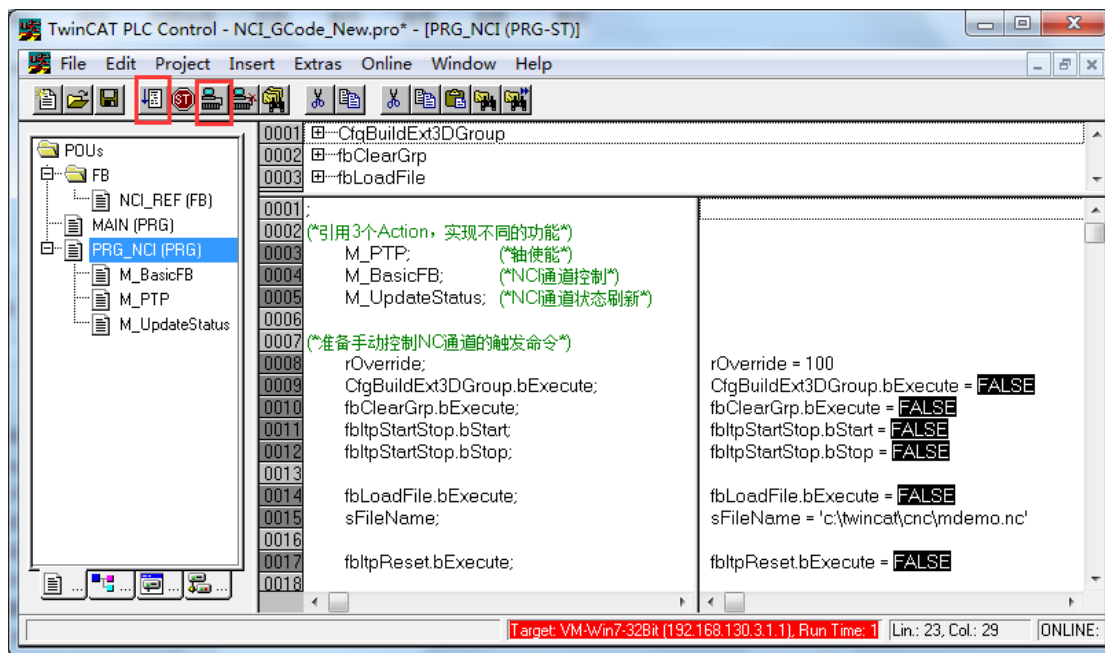 TwinCAT PLC Control - NCI_GCode_New.pro* - [PRG_NCI (PRG-ST)]
File Edit Project Insert Extras Online Window Help
ST
POUs
FB
NCI_REF (FB)
MAIN (PRG)
PRG_NCI (PRG)
M_BasicFB
M_PTP
M_UpdateStatus
0001 CfgBuildExt3DGroup
0002 fbClearGrp
0003 fbLoadFile
0001 ;
0002 (*引用3个Action，实现不同的功能*)
0003 M_PTP; (*轴使能*)
0004 M_BasicFB; (*NCI通道控制*)
0005 M_UpdateStatus; (*NCI通道状态刷新*)
0006
0007 (*准备手动控制NC通道的触发命令*)
0008 rOverride; rOverride = 100
0009 CfgBuildExt3DGroup.bExecute; CfgBuildExt3DGroup.bExecute = FALSE
0010 fbClearGrp.bExecute; fbClearGrp.bExecute = FALSE
0011 fbItpStartStop.bStart; fbItpStartStop.bStart = FALSE
0012 fbItpStartStop.bStop; fbItpStartStop.bStop = FALSE
0013
0014 fbLoadFile.bExecute; fbLoadFile.bExecute = FALSE
0015 sFileName; sFileName = 'c:\twincat\cnc\mdemo.nc'
0016
0017 fbItpReset.bExecute; fbItpReset.bExecute = FALSE
0018
... ... ... ...
Target: VM-Win7-32Bit (192.168.130.3.1.1), Run Time: 1 Lin.: 23, Col.: 29 ONLINE: